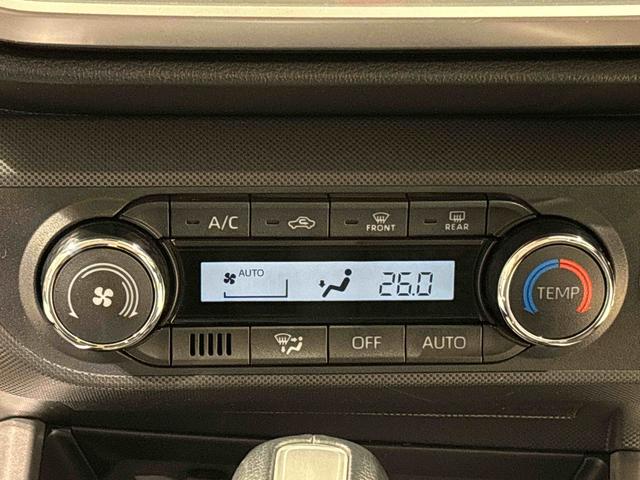 A/C
FRONT
REAR
AUTO
26.0
TEMP
OFF
AUTO